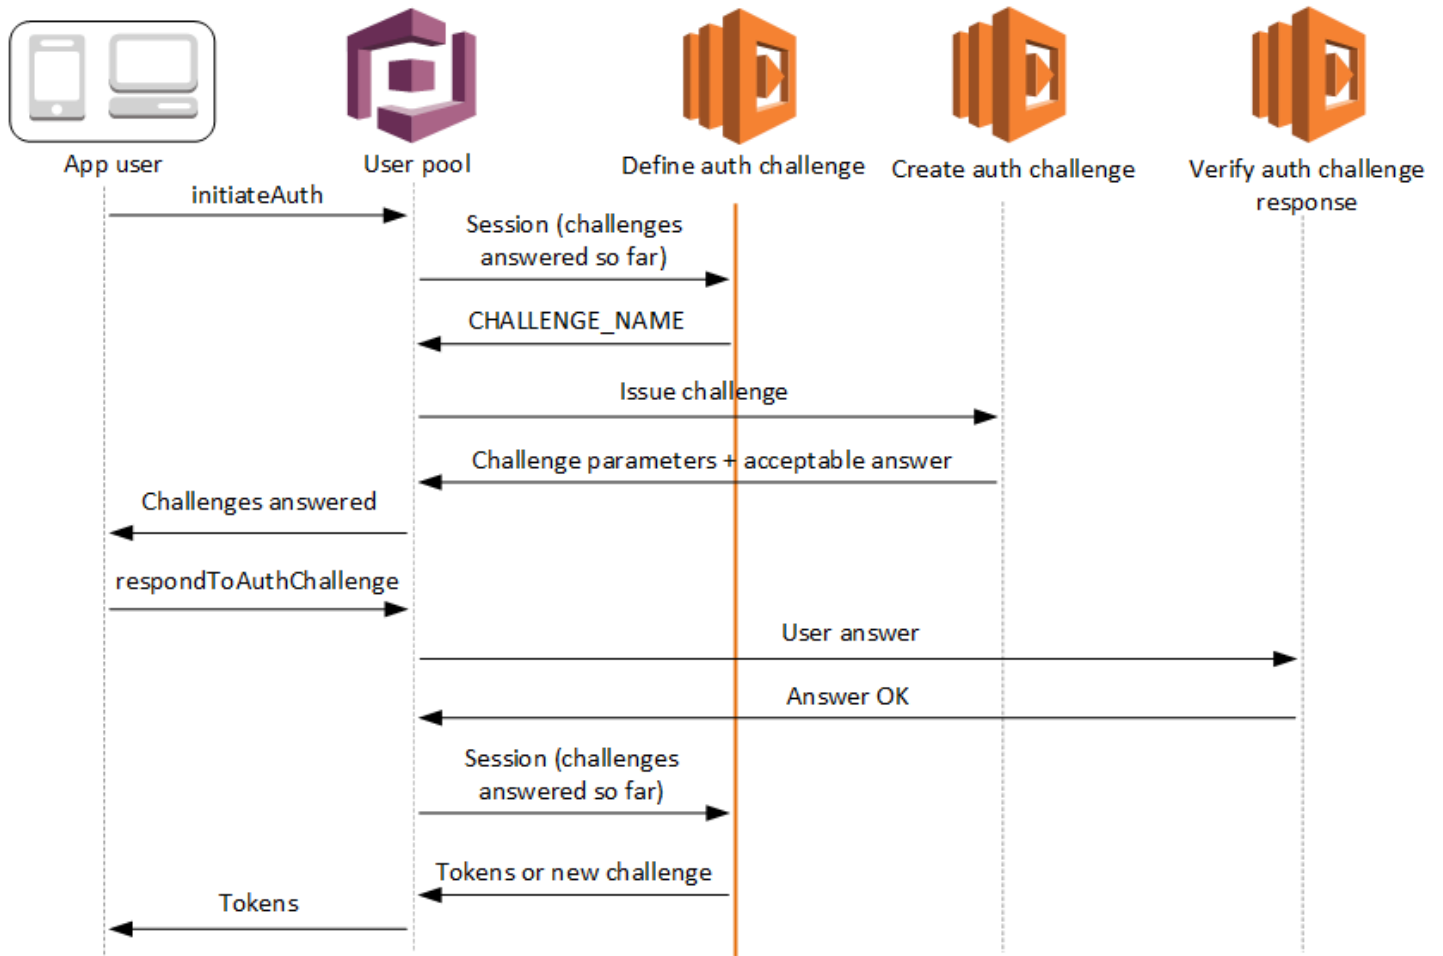 App user
User pool
Define auth challenge
Create auth challenge
Verify auth challenge
response
initiateAuth
Session (challenges
answered so far)
CHALLENGE_NAME
Issue challenge
Challenge parameters + acceptable answer
Challenges answered
respondToAuthChallenge
User answer
Answer OK
Session (challenges
answered so far)
Tokens or new challenge
Tokens